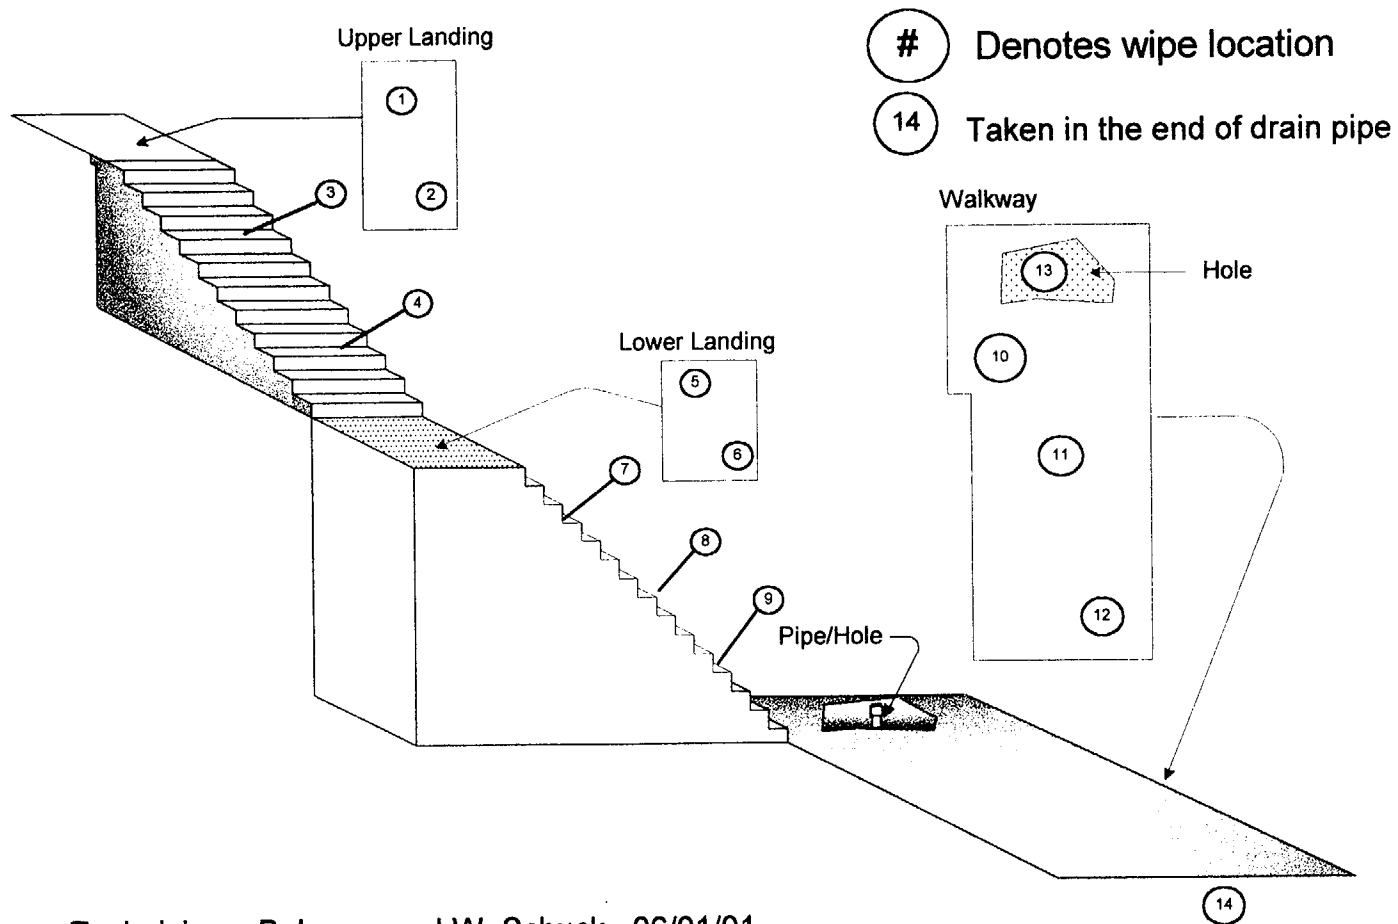 Upper Landing
1
2
# Denotes wipe location
14 Taken in the end of drain pipe
3
4
Walkway
13
Hole
10
11
12
Lower Landing
5
6
7
8
9
Pipe/Hole
14